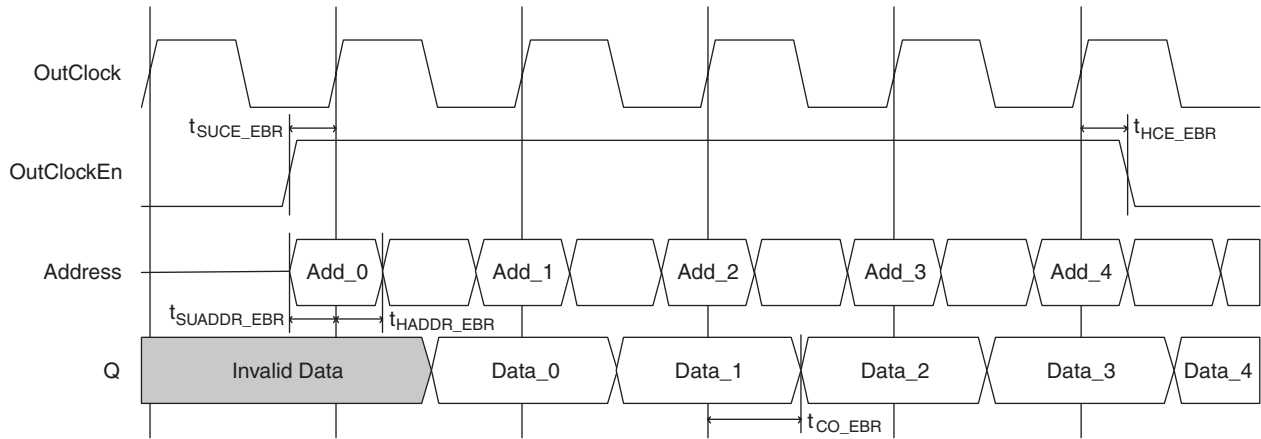 OutClock
tSUCE_EBR
tHCE_EBR
OutClockEn
Address
Add_0
Add_1
Add_2
Add_3
Add_4
tSUADDR_EBR
tHADDR_EBR
Q
Invalid Data
Data_0
Data_1
Data_2
Data_3
Data_4
tCO_EBR